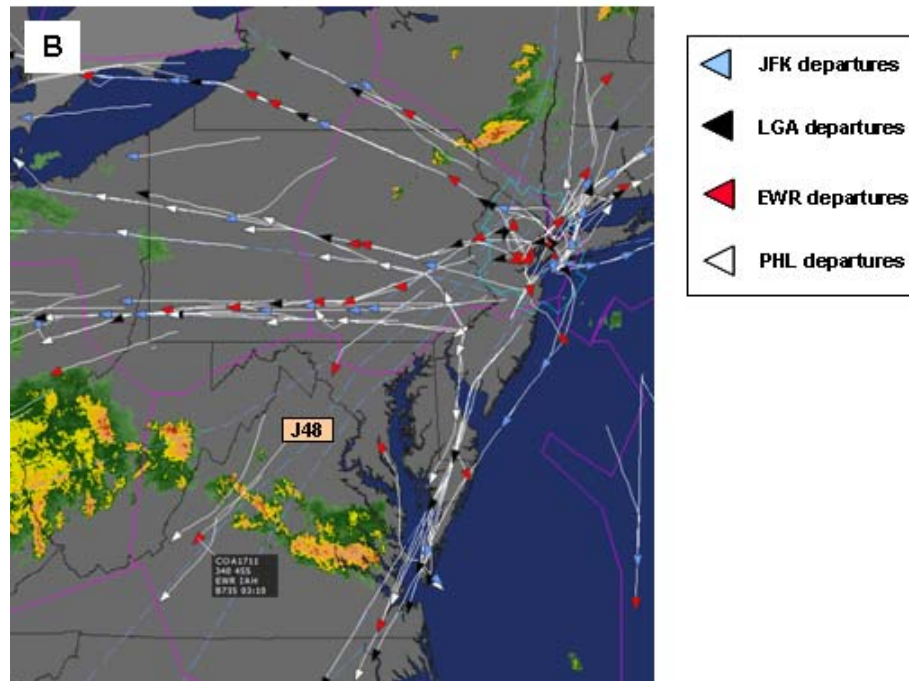 B
JFK departures
LGA departures
EWR departures
PHL departures
J48
COA1711
340 455
EWR IAH
B735 03:10